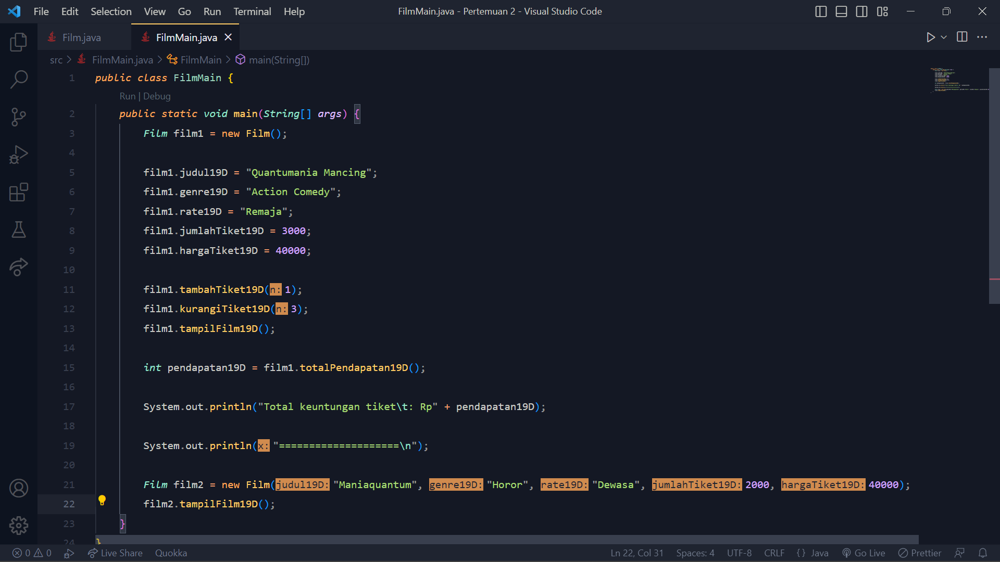 File Edit Selection View Go Run Terminal Help FilmMain.java - Pertemuan 2 - Visual Studio Code
Film.java FilmMain.java
src > FilmMain.java > FilmMain > main(String[])
1 public class FilmMain {
Run | Debug
2 public static void main(String[] args) {
3 Film film1 = new Film();
4
5 film1.judul19D = "Quantumania Mancing";
6 film1.genre19D = "Action Comedy";
7 film1.rate19D = "Remaja";
8 film1.jumlahTiket19D = 3000;
9 film1.hargaTiket19D = 40000;
10
11 film1.tambahTiket19D(n: 1);
12 film1.kurangiTiket19D(n: 3);
13 film1.tampilFilm19D();
14
15 int pendapatan19D = film1.totalPendapatan19D();
16
17 System.out.println("Total keuntungan tiket\t: Rp" + pendapatan19D);
18
19 System.out.println(x: "====================\n");
20
21 Film film2 = new Film(judul19D: "Maniaquantum", genre19D: "Horor", rate19D: "Dewasa", jumlahTiket19D: 2000, hargaTiket19D: 40000);
22 film2.tampilFilm19D();
23 }
24 }
0 0 Live Share Quokka Ln 22, Col 31 Spaces: 4 UTF-8 CRLF {} Java Go Live Prettier